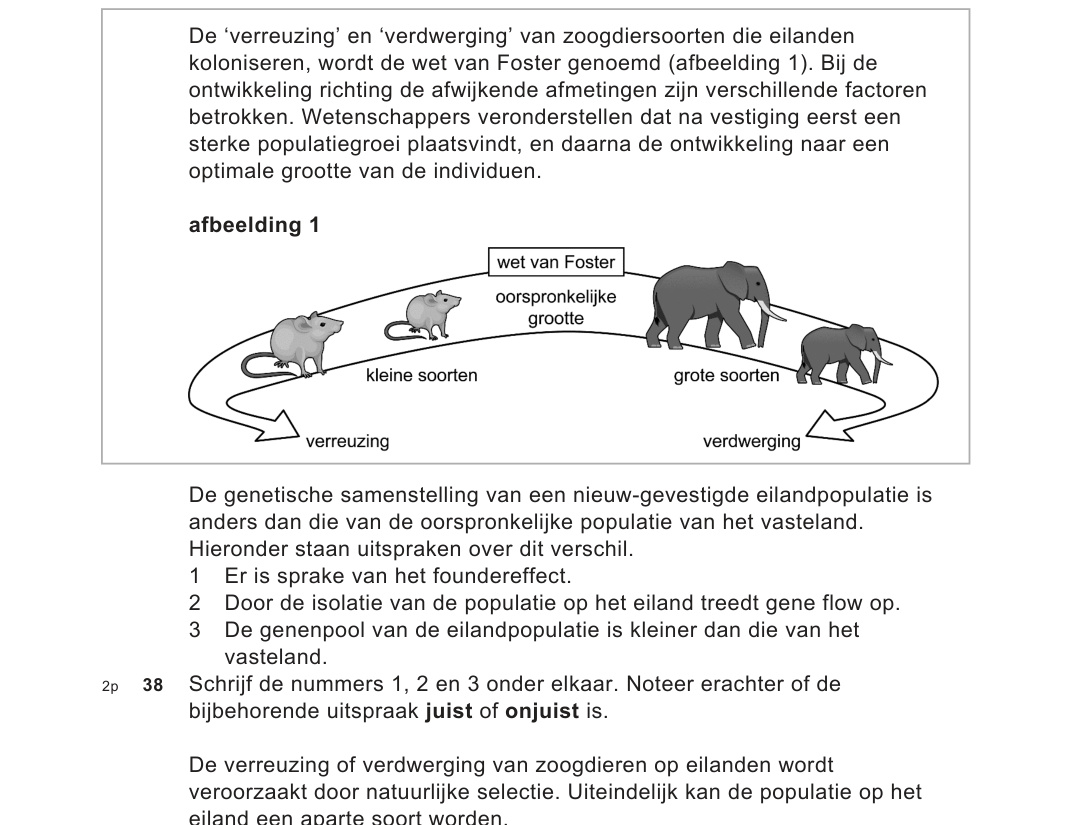 De ‘verreuzing’ en ‘verdwerging’ van zoogdiersoorten die eilanden
koloniseren, wordt de wet van Foster genoemd (afbeelding 1). Bij de
ontwikkeling richting de afwijkende afmetingen zijn verschillende factoren
betrokken. Wetenschappers veronderstellen dat na vestiging eerst een
sterke populatiegroei plaatsvindt, en daarna de ontwikkeling naar een
optimale grootte van de individuen.
afbeelding 1
wet van Foster
oorspronkelijke
grootte
kleine soorten
grote soorten
verreuzing
verdwerging
De genetische samenstelling van een nieuw-gevestigde eilandpopulatie is
anders dan die van de oorspronkelijke populatie van het vasteland.
Hieronder staan uitspraken over dit verschil.
1 Er is sprake van het foundereffect.
2 Door de isolatie van de populatie op het eiland treedt gene flow op.
3 De genenpool van de eilandpopulatie is kleiner dan die van het
vasteland.
2p 38 Schrijf de nummers 1, 2 en 3 onder elkaar. Noteer erachter of de
bijbehorende uitspraak juist of onjuist is.
De verreuzing of verdwerging van zoogdieren op eilanden wordt
veroorzaakt door natuurlijke selectie. Uiteindelijk kan de populatie op het
eiland een aparte soort worden.